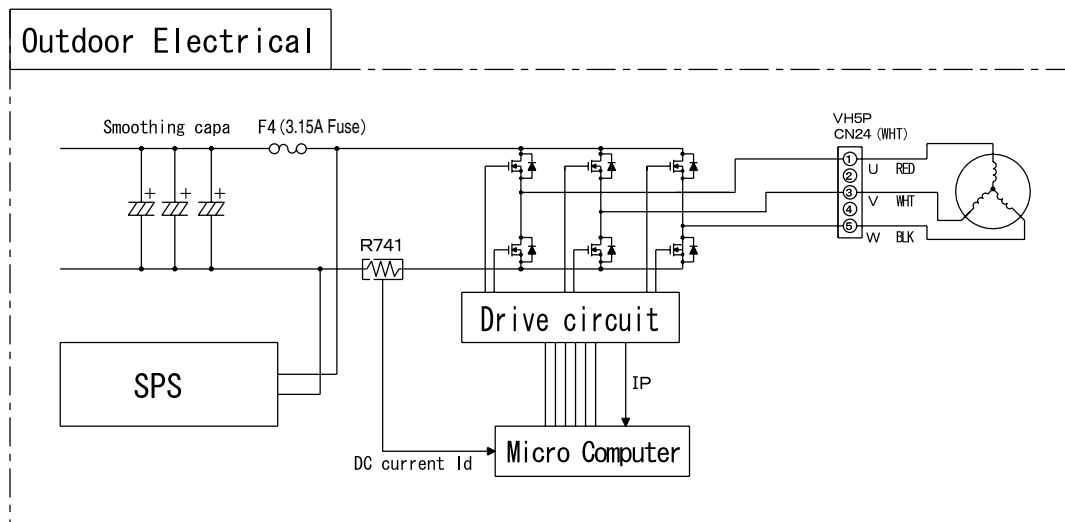 Outdoor Electrical
Smoothing capa
F4 (3.15A Fuse)
+ + +
R741
VH5P
CN24 (WHT)
1
2
3
4
5
U RED
V WHT
W BLK
Drive circuit
SPS
IP
DC current Id
Micro Computer